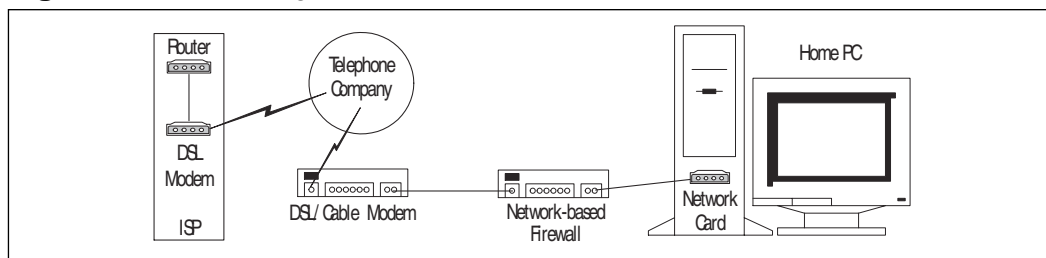 Router
DSL
Modem
ISP
Telephone
Company
DSL/ Cable Modem
Network-based
Firewall
Network
Card
Home PC